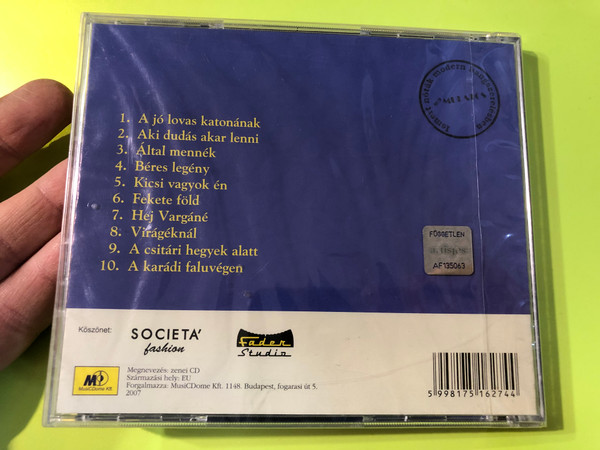 1. A jó lovas katonának
2. Aki dudás akar lenni
3. Által mennék
4. Béres legény
5. Kicsi vagyok én
6. Fekete föld
7. Hej Vargáné
8. Virágéknál
9. A csitári hegyek alatt
10. A karádi faluvégen
FÜGGETLEN
AF135063
Köszönet:
SOCIETA'
fashion
Fader
Studio
MusiCDome Kft.
Megnevezés: zenei CD
Származási hely: EU
Forgalmazza: MusiCDome Kft. 1148. Budapest, fogarasi út 5.
2007
5 998175 162744